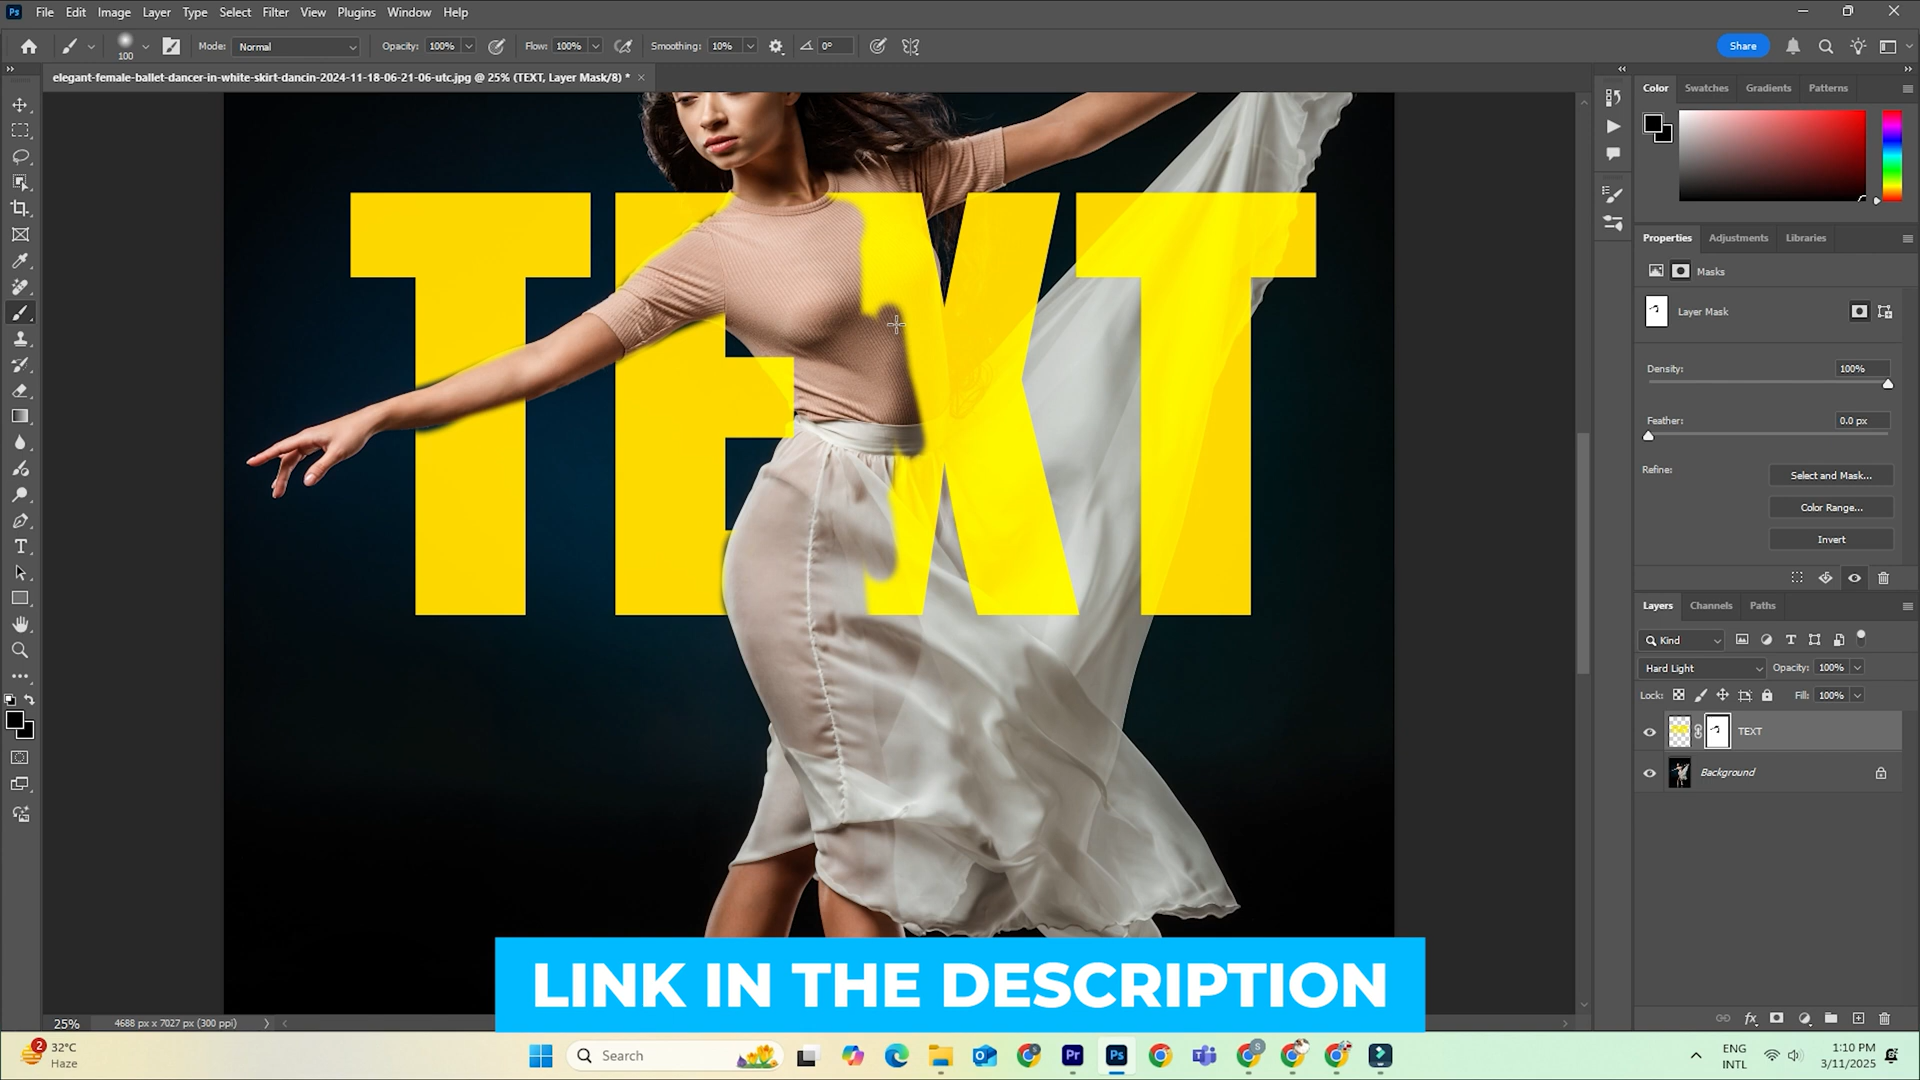 Ps File Edit Image Layer Type Select Filter View Plugins Window Help
100 Mode: Normal Opacity: 100% Flow: 100% Smoothing: 10% 0° Share
elegant-female-ballet-dancer-in-white-skirt-dancin-2024-11-18-06-21-06-utc.jpg @ 25% (TEXT, Layer Mask/8) *
Color Swatches Gradients Patterns
TEXT
Properties Adjustments Libraries
Masks
Layer Mask
Density: 100%
Feather: 0.0 px
Refine: Select and Mask...
Color Range...
Invert
Layers Channels Paths
Kind
Hard Light Opacity: 100%
Lock: Fill: 100%
TEXT
Background
LINK IN THE DESCRIPTION
25% 4688 px x 7027 px (300 ppi)
2 32°C
Haze
Search
Pr Ps
ENG
INTL
1:10 PM
3/11/2025